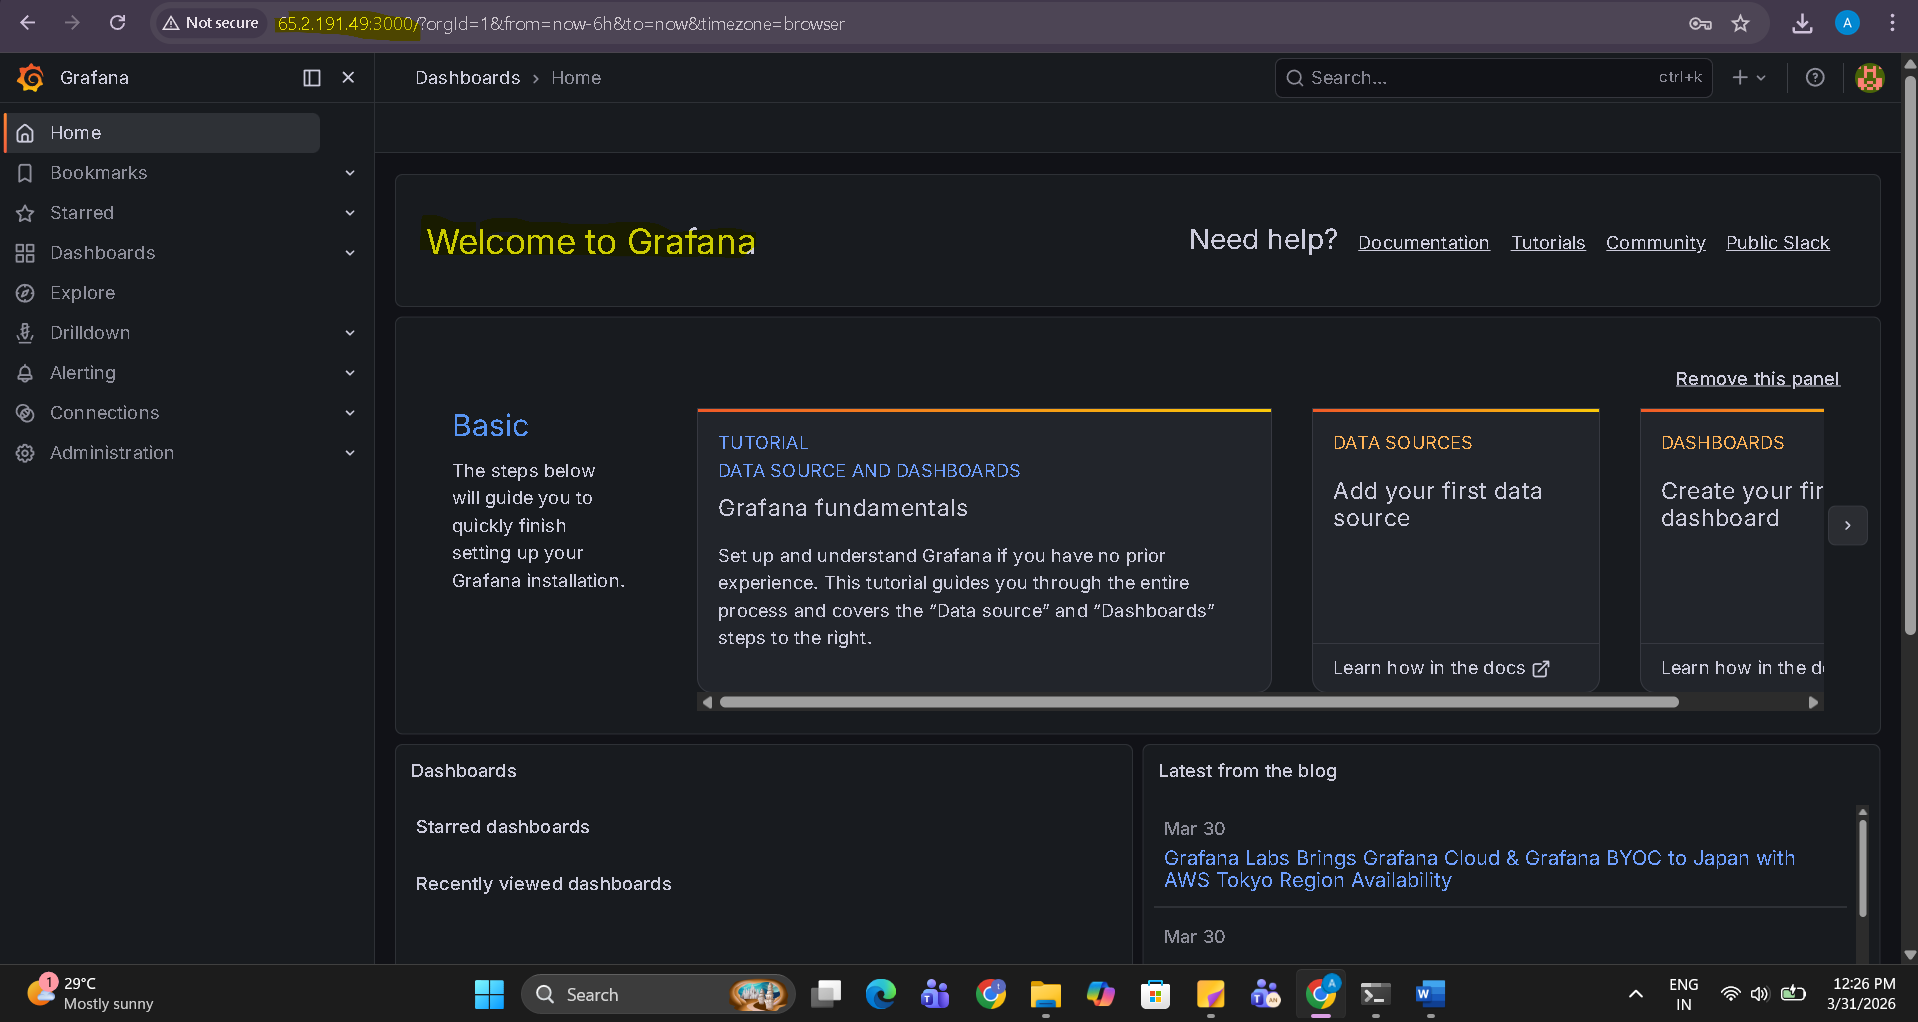 Not secure
65.2.191.49:3000/?orgId=1&from=now-6h&to=now&timezone=browser
A
Grafana
Dashboards › Home
Search...
ctrl+k
Home
Bookmarks
Starred
Dashboards
Explore
Drilldown
Alerting
Connections
Administration
Welcome to Grafana
Need help?
Documentation
Tutorials
Community
Public Slack
Remove this panel
Basic
The steps below
will guide you to
quickly finish
setting up your
Grafana installation.
TUTORIAL
DATA SOURCE AND DASHBOARDS
Grafana fundamentals
Set up and understand Grafana if you have no prior
experience. This tutorial guides you through the entire
process and covers the “Data source” and “Dashboards”
steps to the right.
DATA SOURCES
Add your first data
source
Learn how in the docs
DASHBOARDS
Create your fir
dashboard
Learn how in the d
Dashboards
Starred dashboards
Recently viewed dashboards
Latest from the blog
Mar 30
Grafana Labs Brings Grafana Cloud & Grafana BYOC to Japan with
AWS Tokyo Region Availability
Mar 30
1
29°C
Mostly sunny
Search
ENG
IN
12:26 PM
3/31/2026